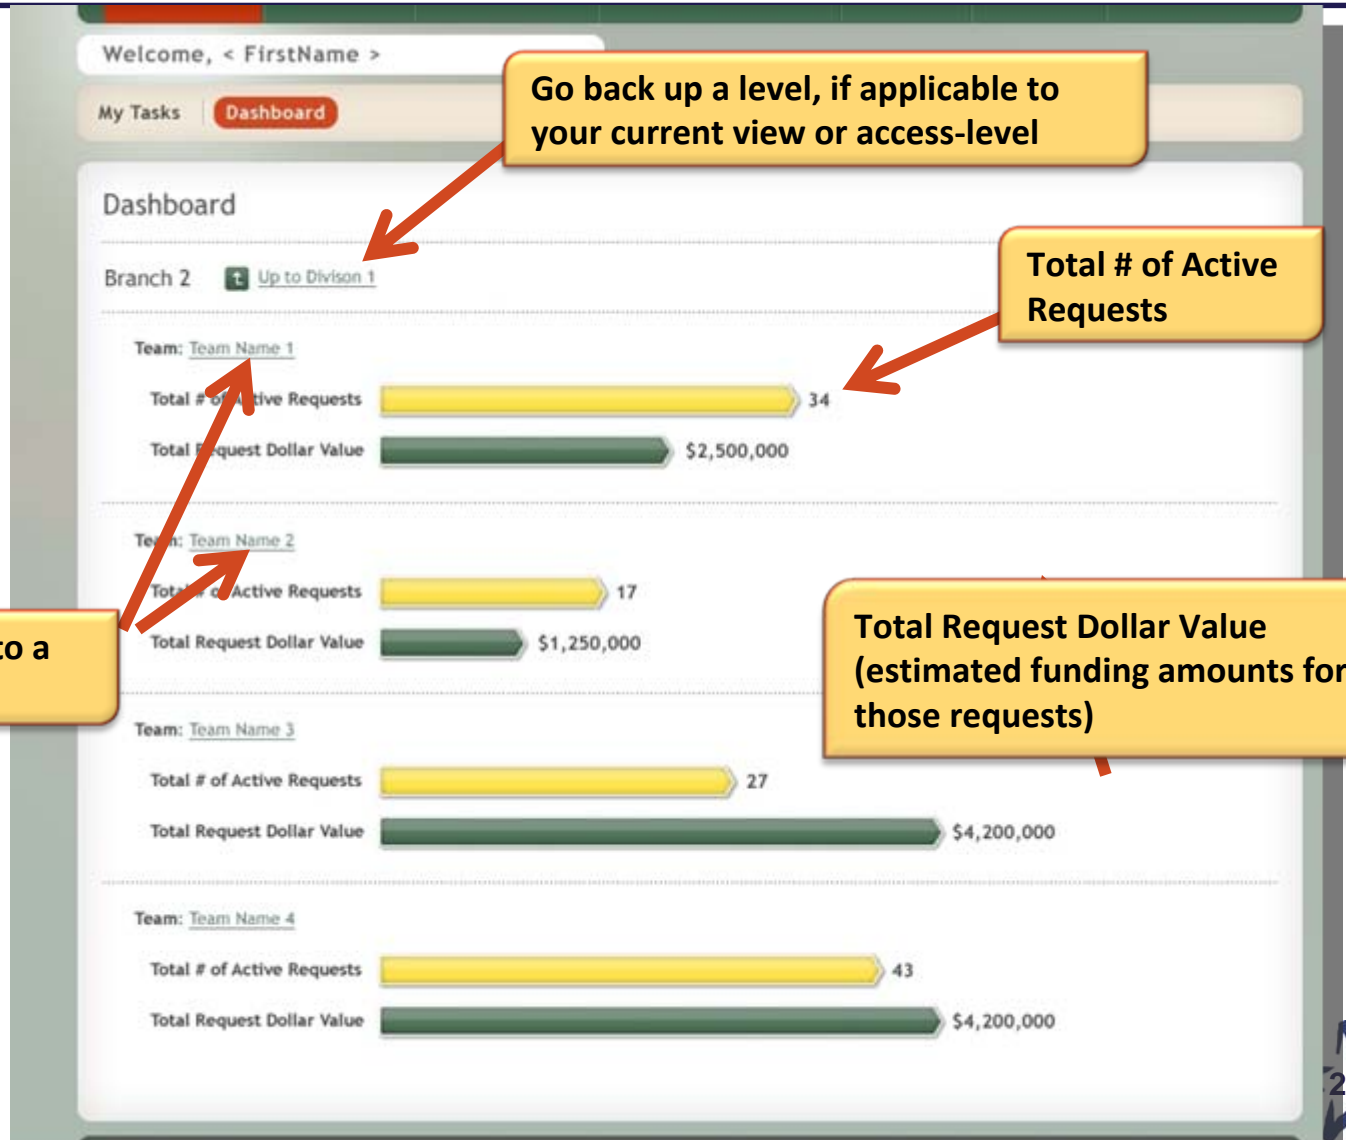 Welcome, < FirstName >
Go back up a level, if applicable to
your current view or access-level
My Tasks
Dashboard
Dashboard
Branch 2
Up to Divison 1
Total # of Active
Requests
Team: Team Name 1
Total # of Active Requests
34
Total Request Dollar Value
$2,500,000
Team: Team Name 2
Total # of Active Requests
17
Total Request Dollar Value
$1,250,000
to a
Total Request Dollar Value
(estimated funding amounts for
those requests)
Team: Team Name 3
Total # of Active Requests
27
Total Request Dollar Value
$4,200,000
Team: Team Name 4
Total # of Active Requests
43
Total Request Dollar Value
$4,200,000
2